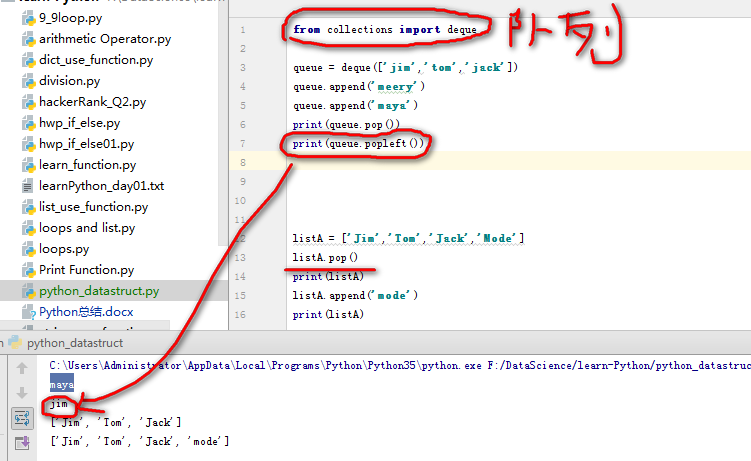 9_9loop.py
arithmetic Operator.py
dict_use_function.py
division.py
hackerRank_Q2.py
hwp_if_else.py
hwp_if_else01.py
learn_function.py
learnPython_day01.txt
list_use_function.py
loops and list.py
loops.py
Print Function.py
python_datastruct.py
Python总结.docx
1 from collections import deque
队列
2
3 queue = deque(['jim','tom','jack'])
4 queue.append('meery')
5 queue.append('maya')
6 print(queue.pop())
7 print(queue.popleft())
8
9
10
11
12 listA = ['Jim','Tom','Jack','Mode']
13 listA.pop()
14 print(listA)
15 listA.append('mode')
16 print(listA)
python_datastruct
C:\Users\Administrator\AppData\Local\Programs\Python\Python35\python.exe F:/DataScience/learn-Python/python_datastruc
maya
jim
['Jim', 'Tom', 'Jack']
['Jim', 'Tom', 'Jack', 'mode']